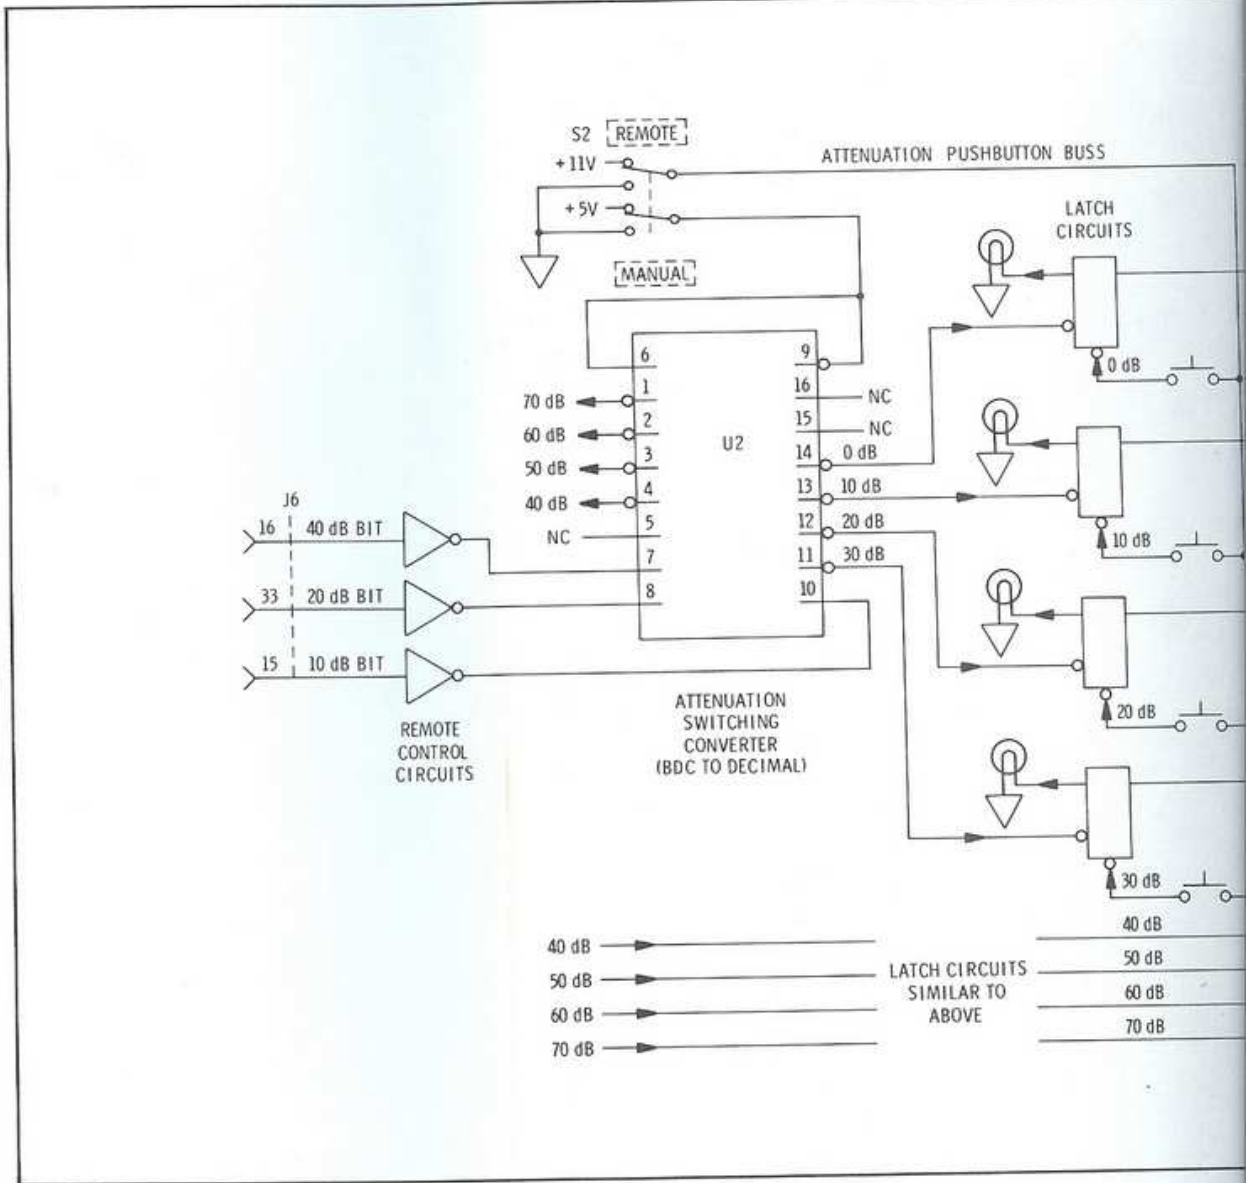 S2 REMOTE
+11V
ATTENUATION PUSHBUTTON BUSS
+5V
LATCH
CIRCUITS
MANUAL
6
9
1
16
NC
70 dB
2
15
NC
60 dB
U2
3
14
0 dB
50 dB
4
13
10 dB
40 dB
5
12
20 dB
NC
7
11
30 dB
8
10
J6
16
40 dB BIT
33
20 dB BIT
15
10 dB BIT
0 dB
10 dB
20 dB
30 dB
REMOTE
CONTROL
CIRCUITS
ATTENUATION
SWITCHING
CONVERTER
(BDC TO DECIMAL)
40 dB
50 dB
60 dB
70 dB
LATCH CIRCUITS
SIMILAR TO
ABOVE
40 dB
50 dB
60 dB
70 dB